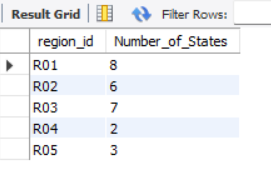 Result Grid Filter Rows:
region_id Number_of_States
R01 8
R02 6
R03 7
R04 2
R05 3